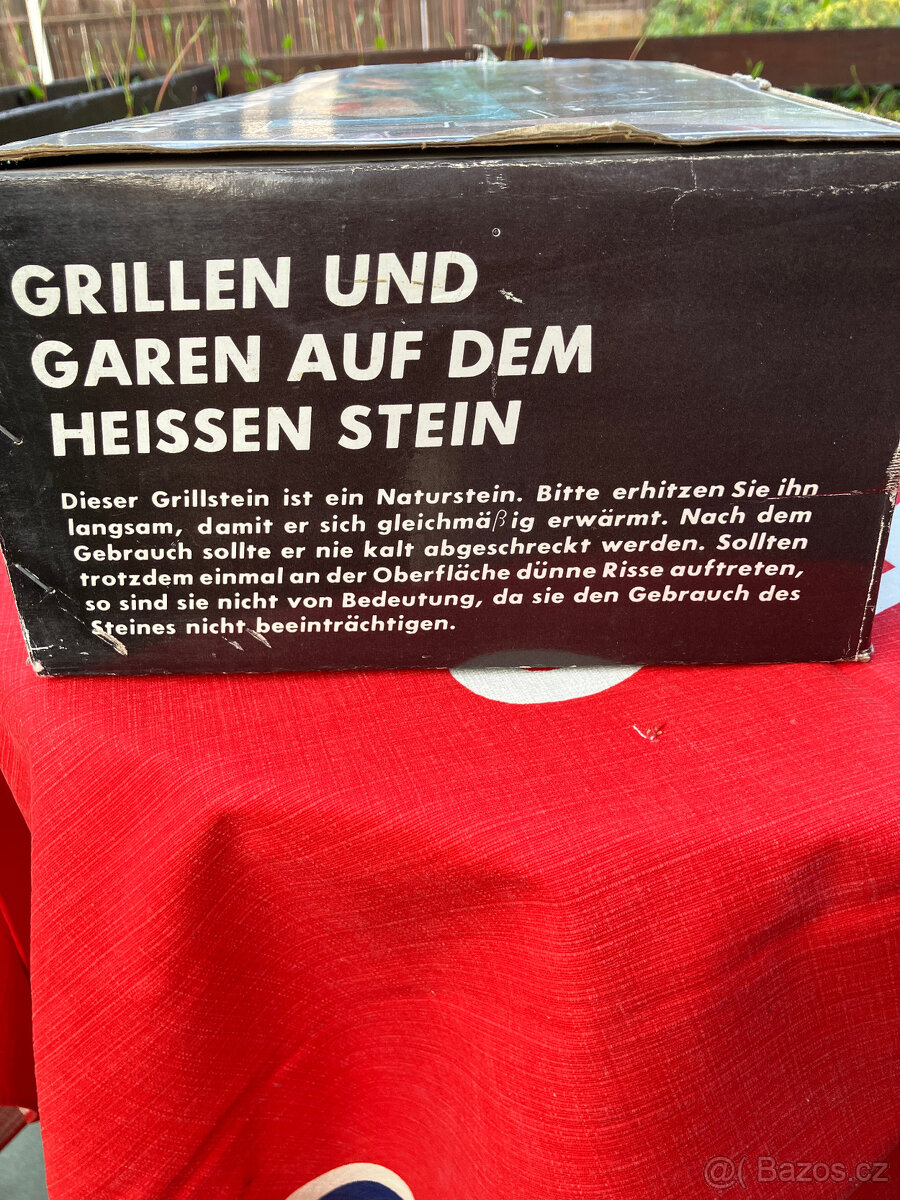 GRILLEN UND
GAREN AUF DEM
HEISSEN STEIN
Dieser Grillstein ist ein Naturstein. Bitte erhitzen Sie ihn
langsam, damit er sich gleichmäßig erwärmt. Nach dem
Gebrauch sollte er nie kalt abgeschreckt werden. Sollten
trotzdem einmal an der Oberfläche dünne Risse auftreten,
so sind sie nicht von Bedeutung, da sie den Gebrauch des
Steines nicht beeinträchtigen.
@( Bazos.cz